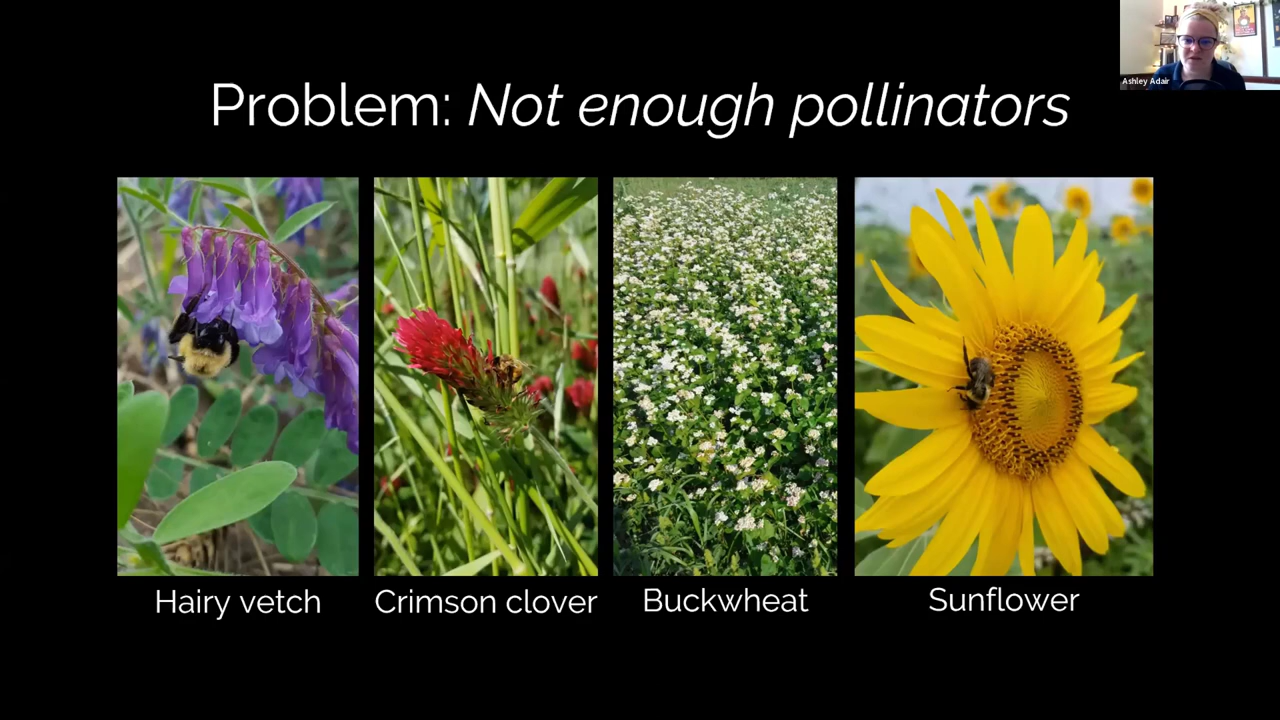 Ashley Adair
Problem: Not enough pollinators
Hairy vetch
Crimson clover
Buckwheat
Sunflower